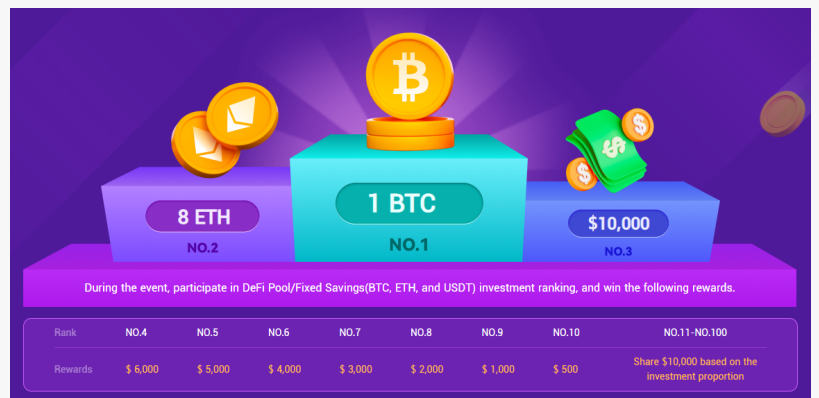 1 BTC
NO.1
8 ETH
NO.2
$10,000
NO.3
During the event, participate in DeFi Pool/Fixed Savings(BTC, ETH, and USDT) investment ranking, and win the following rewards.
Rank NO.4 NO.5 NO.6 NO.7 NO.8 NO.9 NO.10 NO.11-NO.100
Rewards $ 6,000 $ 5,000 $ 4,000 $ 3,000 $ 2,000 $ 1,000 $ 500 Share $10,000 based on the
investment proportion